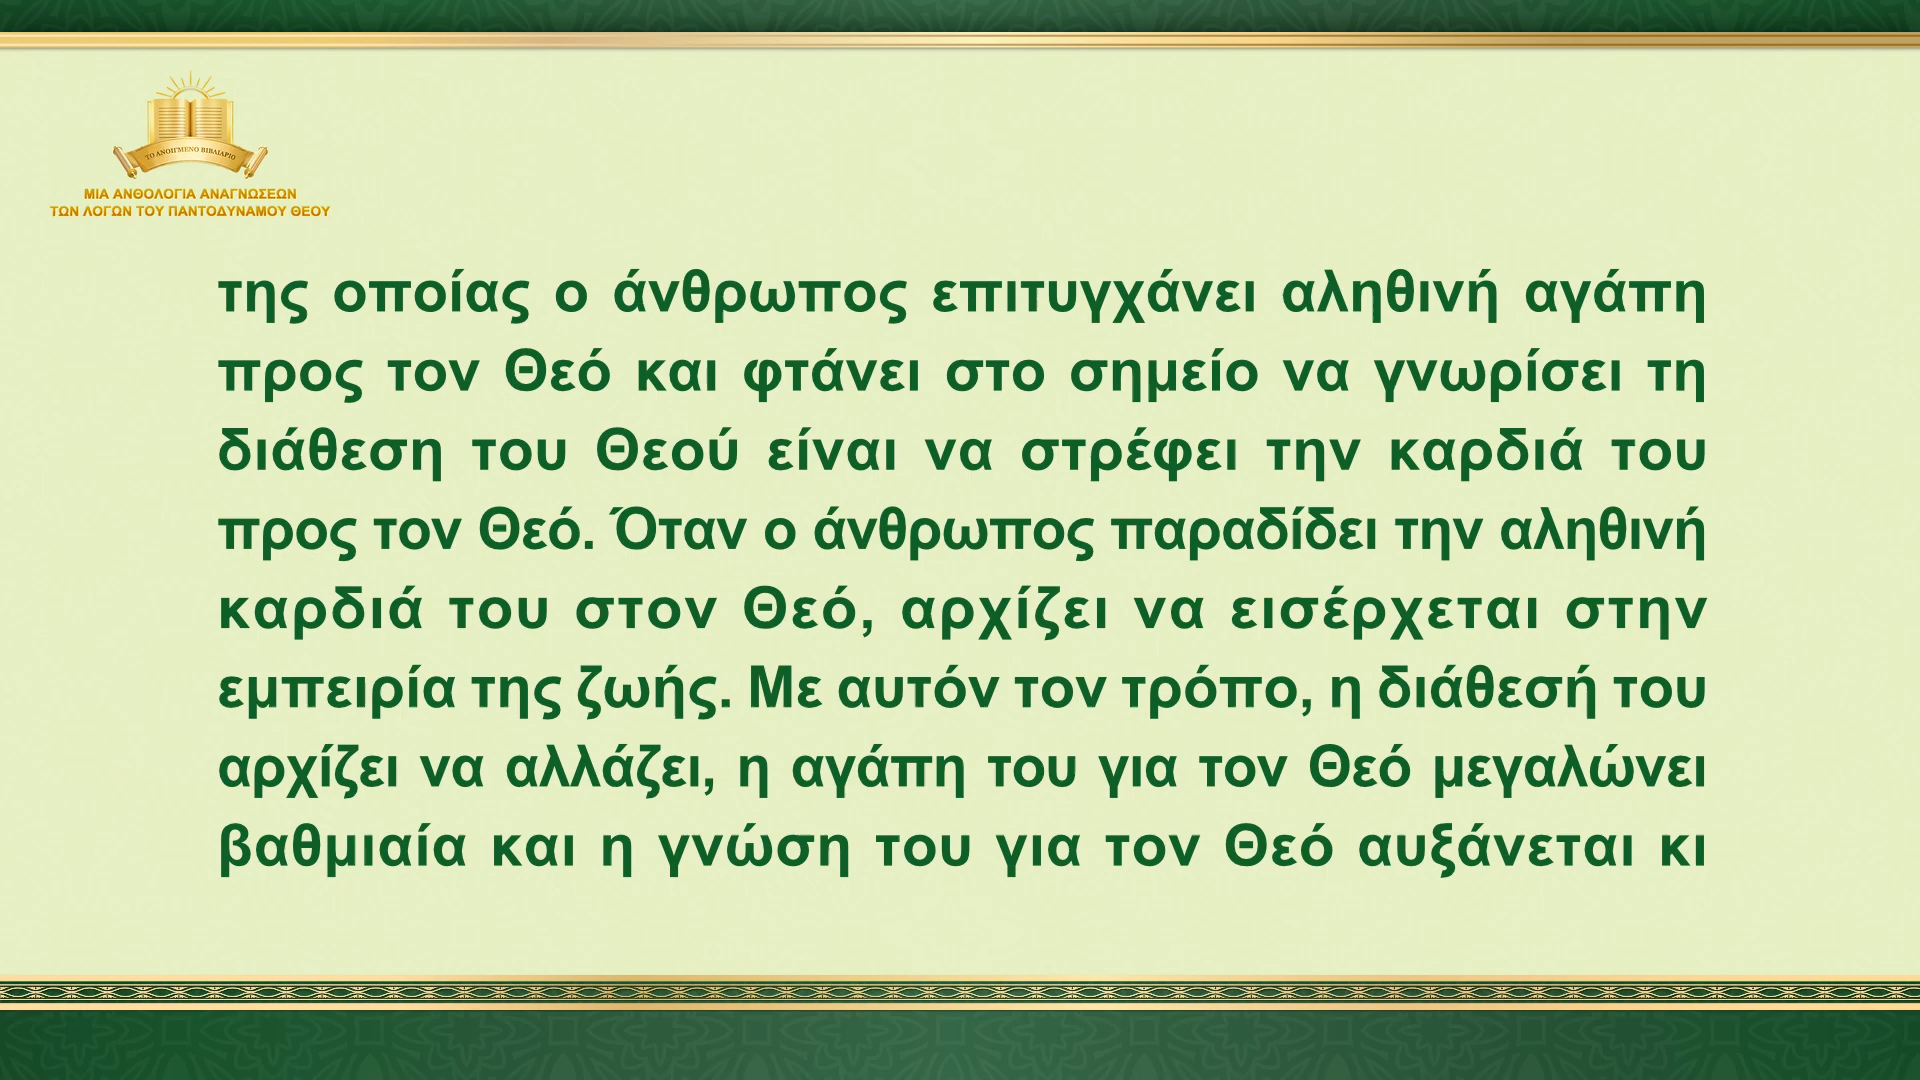 ΤΟ ΑΝΟΙΓΜΕΝΟ ΒΙΒΛΙΑΡΙΟ
ΜΙΑ ΑΝΘΟΛΟΓΙΑ ΑΝΑΓΝΩΣΕΩΝ
ΤΩΝ ΛΟΓΩΝ ΤΟΥ ΠΑΝΤΟΔΥΝΑΜΟΥ ΘΕΟΥ
της οποίας ο άνθρωπος επιτυγχάνει αληθινή αγάπη
προς τον Θεό και φτάνει στο σημείο να γνωρίσει τη
διάθεση του Θεού είναι να στρέφει την καρδιά του
προς τον Θεό. Όταν ο άνθρωπος παραδίδει την αληθινή
καρδιά του στον Θεό, αρχίζει να εισέρχεται στην
εμπειρία της ζωής. Με αυτόν τον τρόπο, η διάθεσή του
αρχίζει να αλλάζει, η αγάπη του για τον Θεό μεγαλώνει
βαθμιαία και η γνώση του για τον Θεό αυξάνεται κι